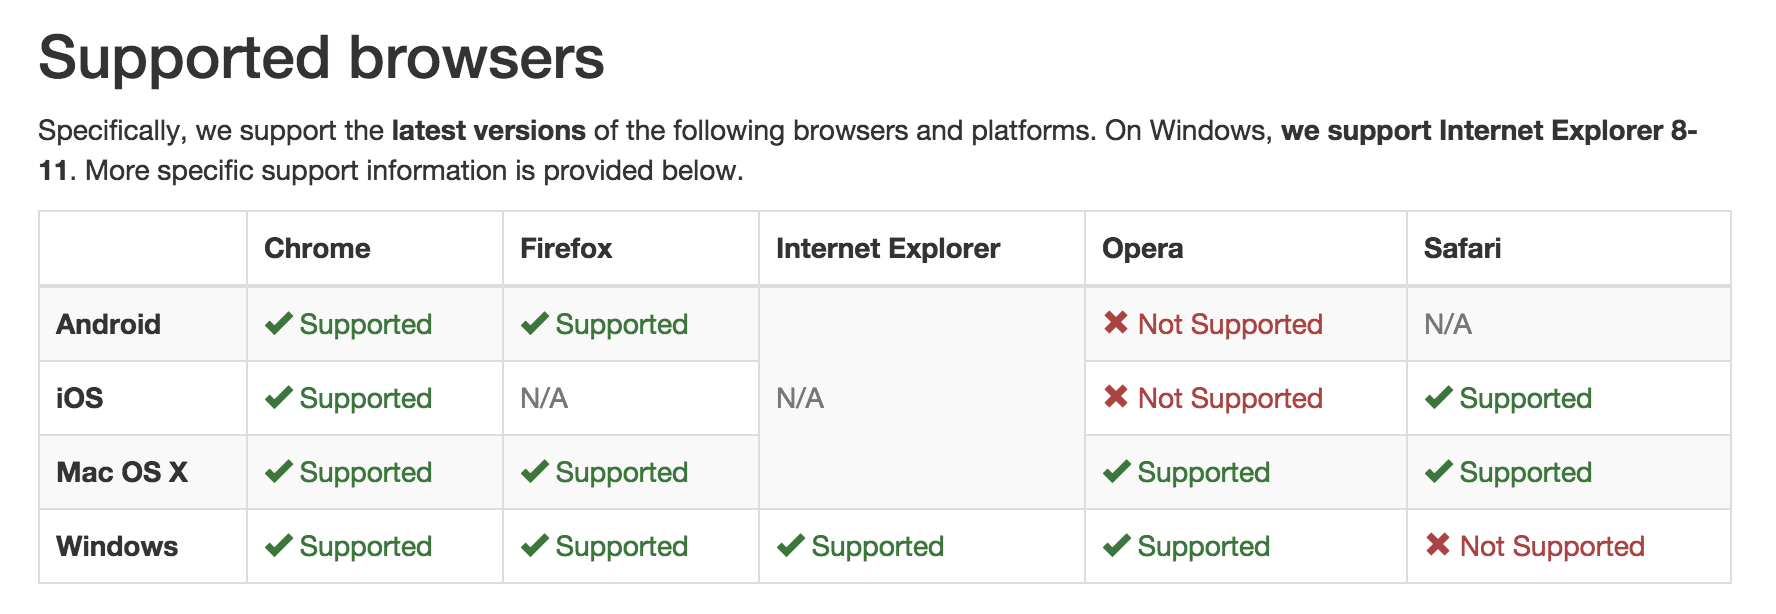 Supported browsers
Specifically, we support the latest versions of the following browsers and platforms. On Windows, we support Internet Explorer 8-
11. More specific support information is provided below.
Chrome Firefox Internet Explorer Opera Safari
Android Supported Supported Not Supported N/A
iOS Supported N/A N/A Not Supported Supported
Mac OS X Supported Supported Supported Supported
Windows Supported Supported Supported Supported Not Supported